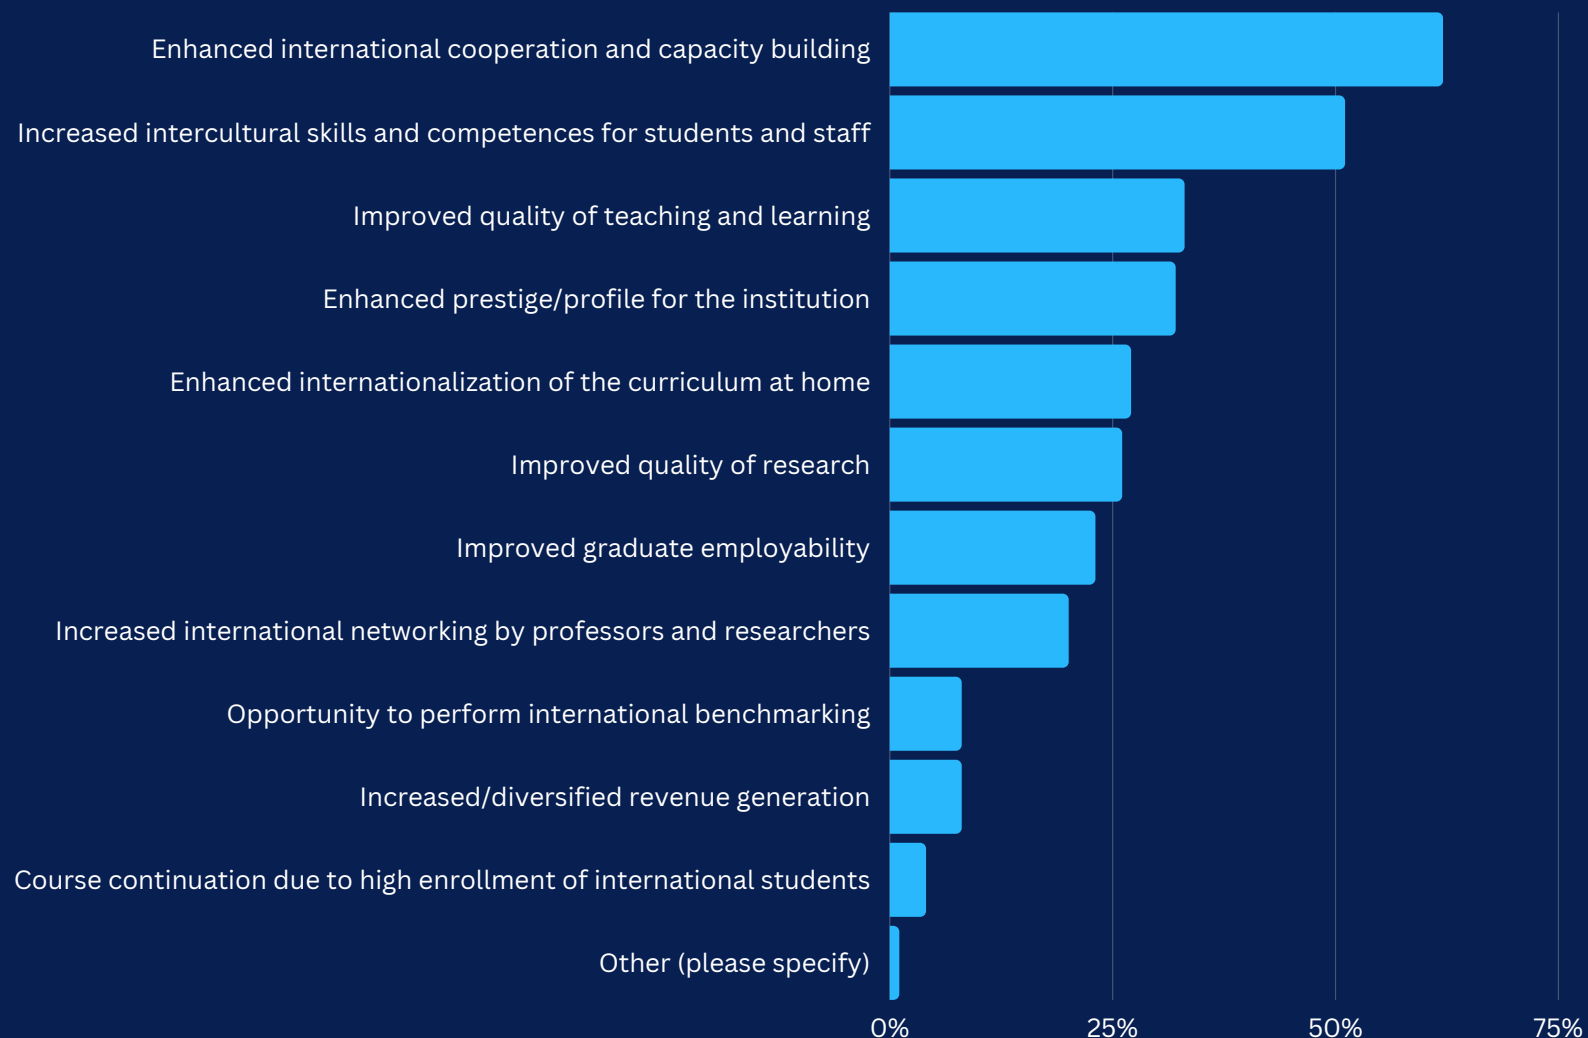 Enhanced international cooperation and capacity building
Increased intercultural skills and competences for students and staff
Improved quality of teaching and learning
Enhanced prestige/profile for the institution
Enhanced internationalization of the curriculum at home
Improved quality of research
Improved graduate employability
Increased international networking by professors and researchers
Opportunity to perform international benchmarking
Increased/diversified revenue generation
Course continuation due to high enrollment of international students
Other (please specify)
0% 25% 50% 75%